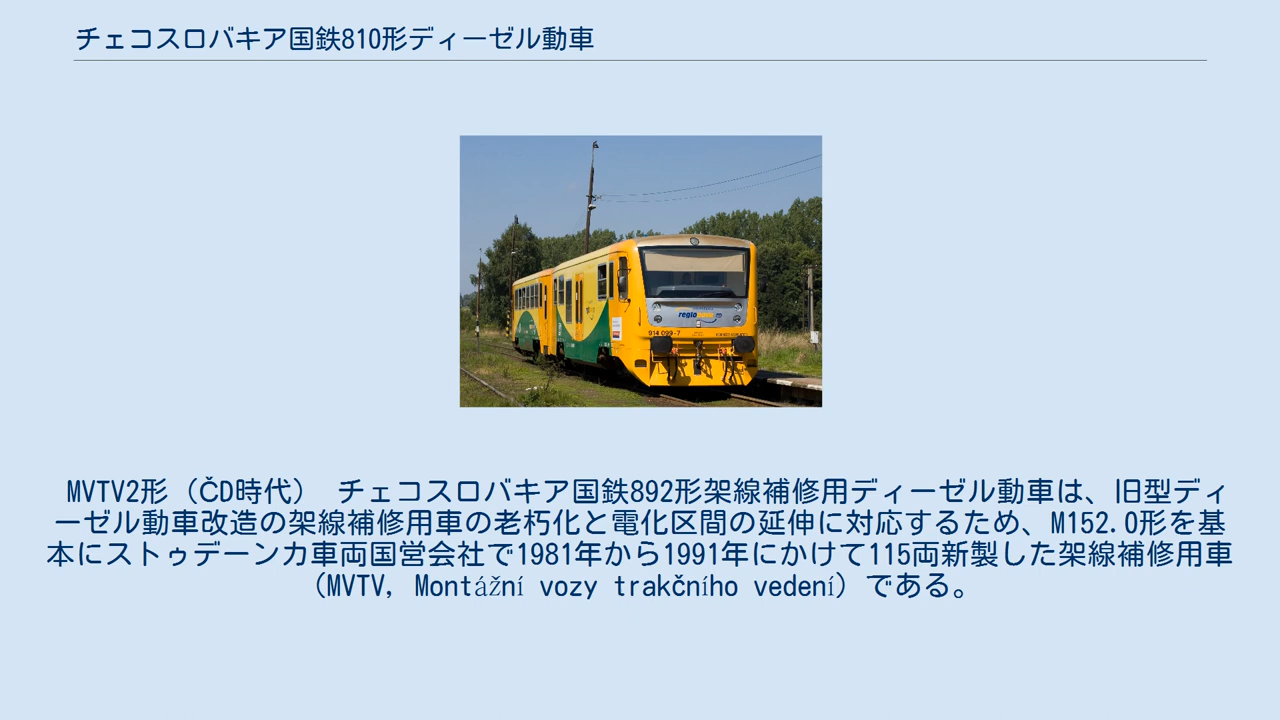 チェコスロバキア国鉄810形ディーゼル動車
regionova
914 099-7
MVTV2形（ČD時代） チェコスロバキア国鉄892形架線補修用ディーゼル動車は、旧型ディ
ーゼル動車改造の架線補修用車の老朽化と電化区間の延伸に対応するため、M152.0形を基
本にストゥデーンカ車両国営会社で1981年から1991年にかけて115両新製した架線補修用車
（MVTV, Montážní vozy trakčního vedení）である。